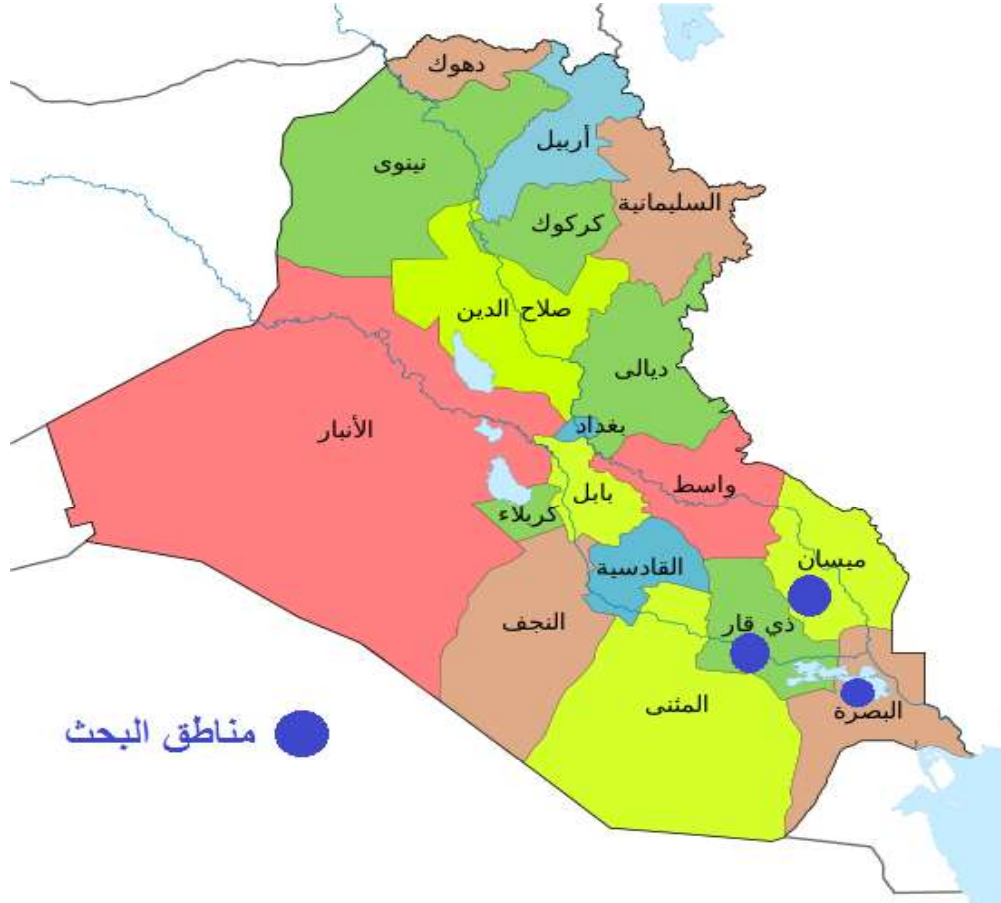 دهوك
أربيل
نينوى
السليمانية
كركوك
صلاح الدين
ديالى
الأنبار
بغداد
واسط
بابل
كربلاء
ميسان
القادسية
النجف
ذي قار
المثنى
البصرة
مناطق البحث